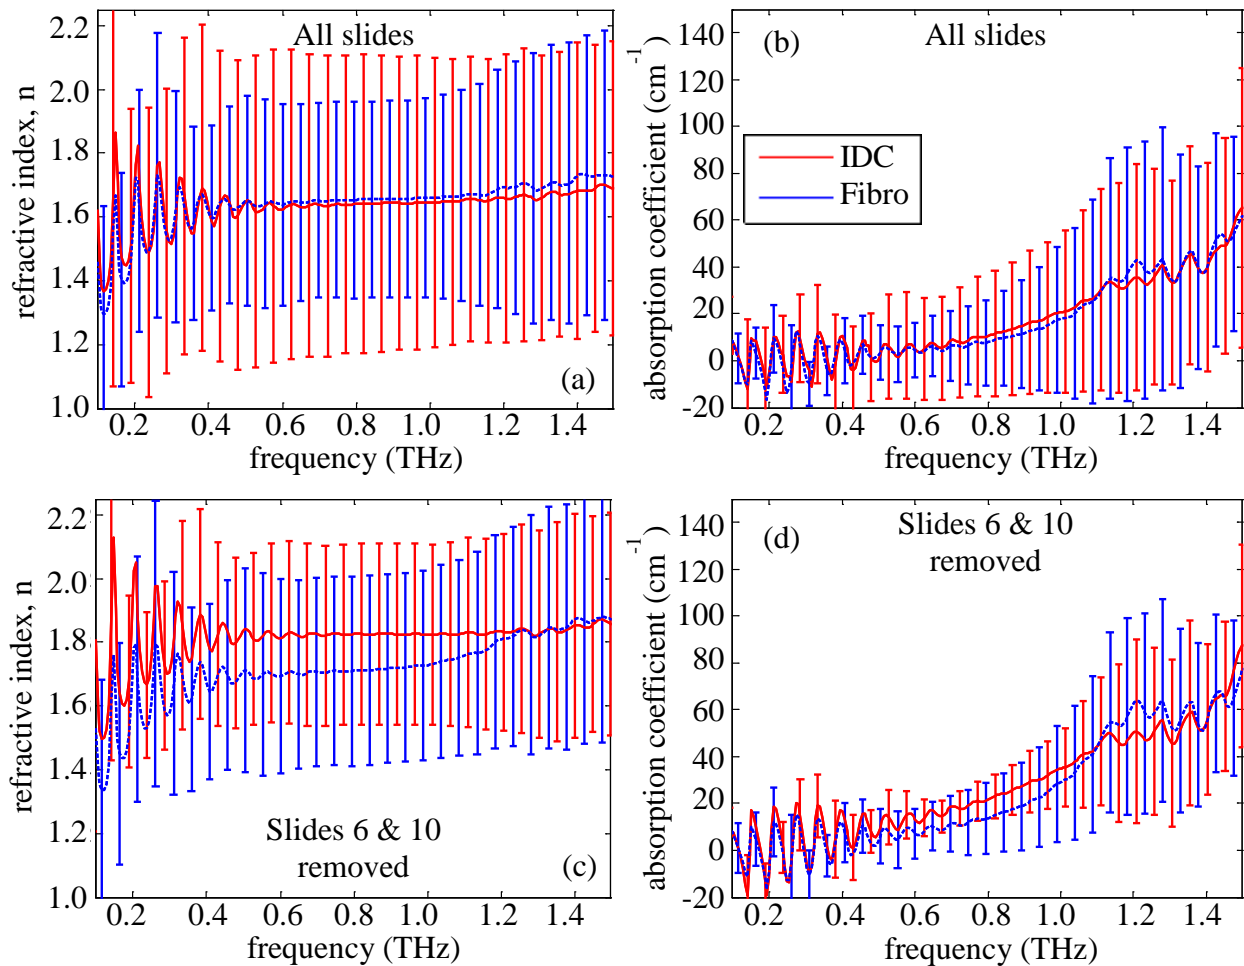 All slides
refractive index, n
2.2
2.0
1.8
1.6
1.4
1.2
1.0
(a)
0.2 0.4 0.6 0.8 1.0 1.2 1.4
frequency (THz)
(b)
All slides
absorption coefficient (cm⁻¹)
140
120
100
80
60
40
20
0
-20
IDC
Fibro
0.2 0.4 0.6 0.8 1.0 1.2 1.4
frequency (THz)
refractive index, n
2.2
2.0
1.8
1.6
1.4
1.2
1.0
Slides 6 & 10
removed
(c)
0.2 0.4 0.6 0.8 1.0 1.2 1.4
frequency (THz)
(d)
Slides 6 & 10
removed
absorption coefficient (cm⁻¹)
140
120
100
80
60
40
20
0
-20
0.2 0.4 0.6 0.8 1.0 1.2 1.4
frequency (THz)